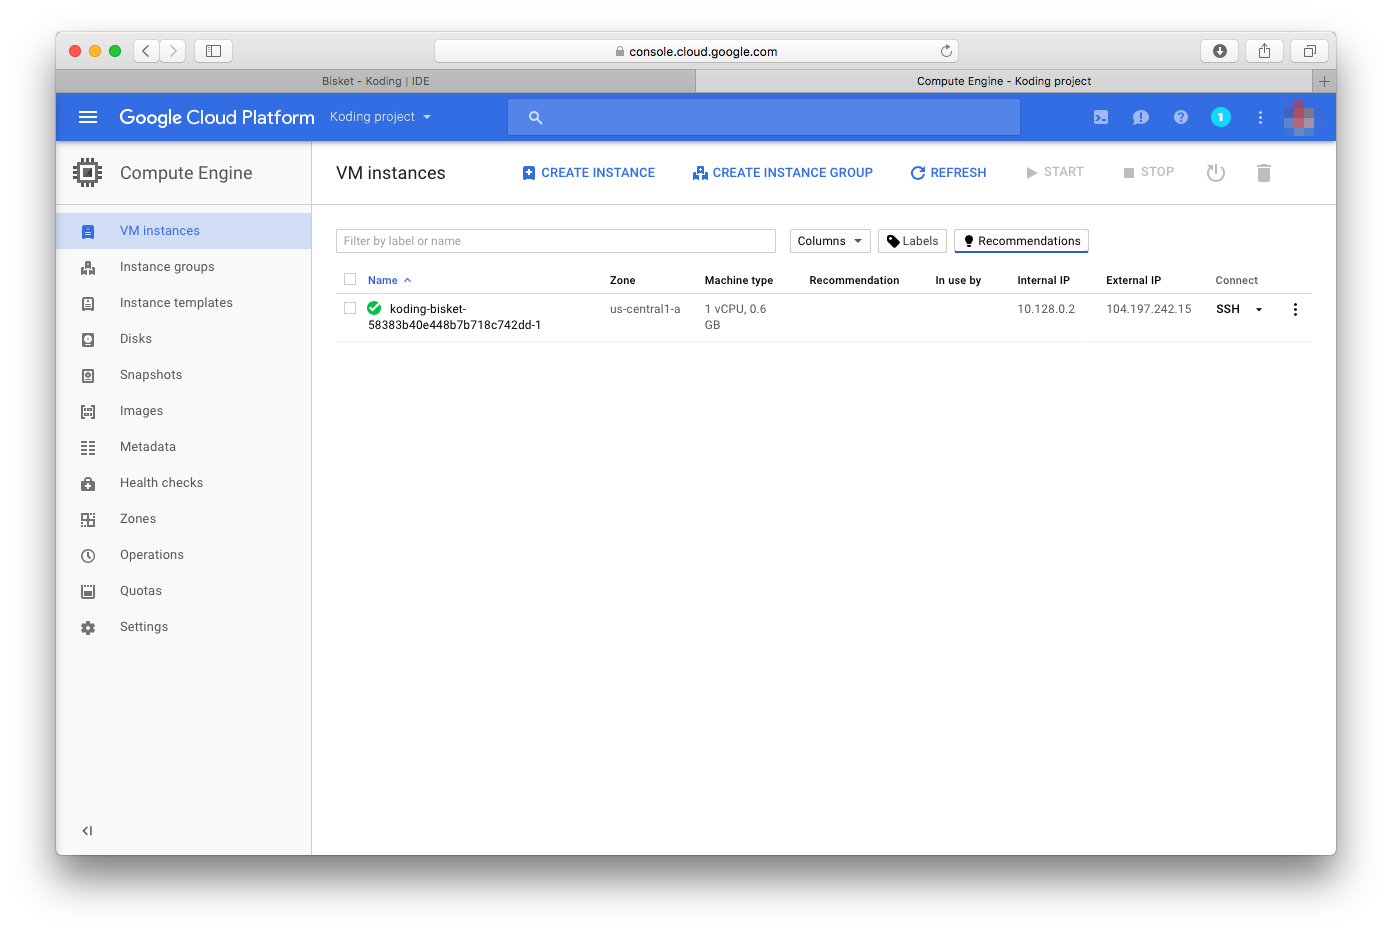 console.cloud.google.com
Bisket - Koding | IDE
Compute Engine - Koding project
Google Cloud Platform
Koding project
1
Compute Engine
VM instances
CREATE INSTANCE
CREATE INSTANCE GROUP
REFRESH
START
STOP
VM instances
Instance groups
Instance templates
Disks
Snapshots
Images
Metadata
Health checks
Zones
Operations
Quotas
Settings
Filter by label or name
Columns
Labels
Recommendations
Name
Zone
Machine type
Recommendation
In use by
Internal IP
External IP
Connect
koding-bisket-
58383b40e448b7b718c742dd-1
us-central1-a
1 vCPU, 0.6
GB
10.128.0.2
104.197.242.15
SSH